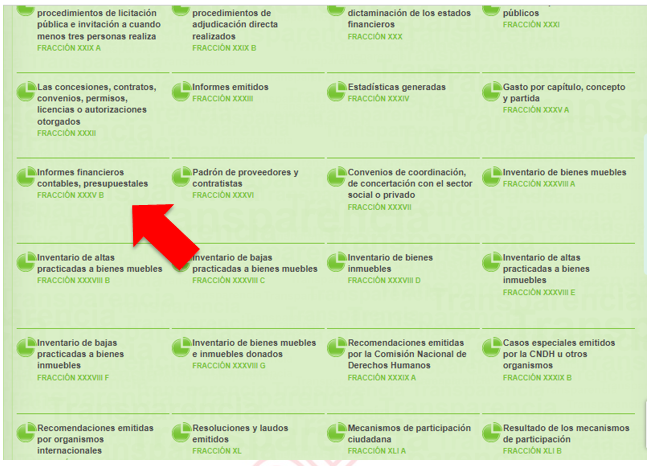 procedimientos de licitación
pública e invitación a cuando
menos tres personas realiza
FRACCIÓN XXIX A
procedimientos de
adjudicación directa
realizados
FRACCIÓN XXIX B
dictaminación de los estados
financieros
FRACCIÓN XXX
públicos
FRACCIÓN XXXI
Las concesiones, contratos,
convenios, permisos,
licencias o autorizaciones
otorgados
FRACCIÓN XXXII
Informes emitidos
FRACCIÓN XXXIII
Estadísticas generadas
FRACCIÓN XXXIV
Gasto por capítulo, concepto
y partida
FRACCIÓN XXXV A
Informes financieros
contables, presupuestales
FRACCIÓN XXXV B
Padrón de proveedores y
contratistas
FRACCIÓN XXXVI
Convenios de coordinación,
de concertación con el sector
social o privado
FRACCIÓN XXXVII
Inventario de bienes muebles
FRACCIÓN XXXVIII A
Inventario de altas
practicadas a bienes muebles
FRACCIÓN XXXVIII B
Inventario de bajas
practicadas a bienes muebles
FRACCIÓN XXXVIII C
Inventario de bienes
inmuebles
FRACCIÓN XXXVIII D
Inventario de altas
practicadas a bienes
inmuebles
FRACCIÓN XXXVIII E
Inventario de bajas
practicadas a bienes
inmuebles
FRACCIÓN XXXVIII F
Inventario de bienes muebles
e inmuebles donados
FRACCIÓN XXXVIII G
Recomendaciones emitidas
por la Comisión Nacional de
Derechos Humanos
FRACCIÓN XXXIX A
Casos especiales emitidos
por la CNDH u otros
organismos
FRACCIÓN XXXIX B
Recomendaciones emitidas
por organismos
internacionales
Resoluciones y laudos
emitidos
FRACCIÓN XL
Mecanismos de participación
ciudadana
FRACCIÓN XLI A
Resultado de los mecanismos
de participación
FRACCIÓN XLI B